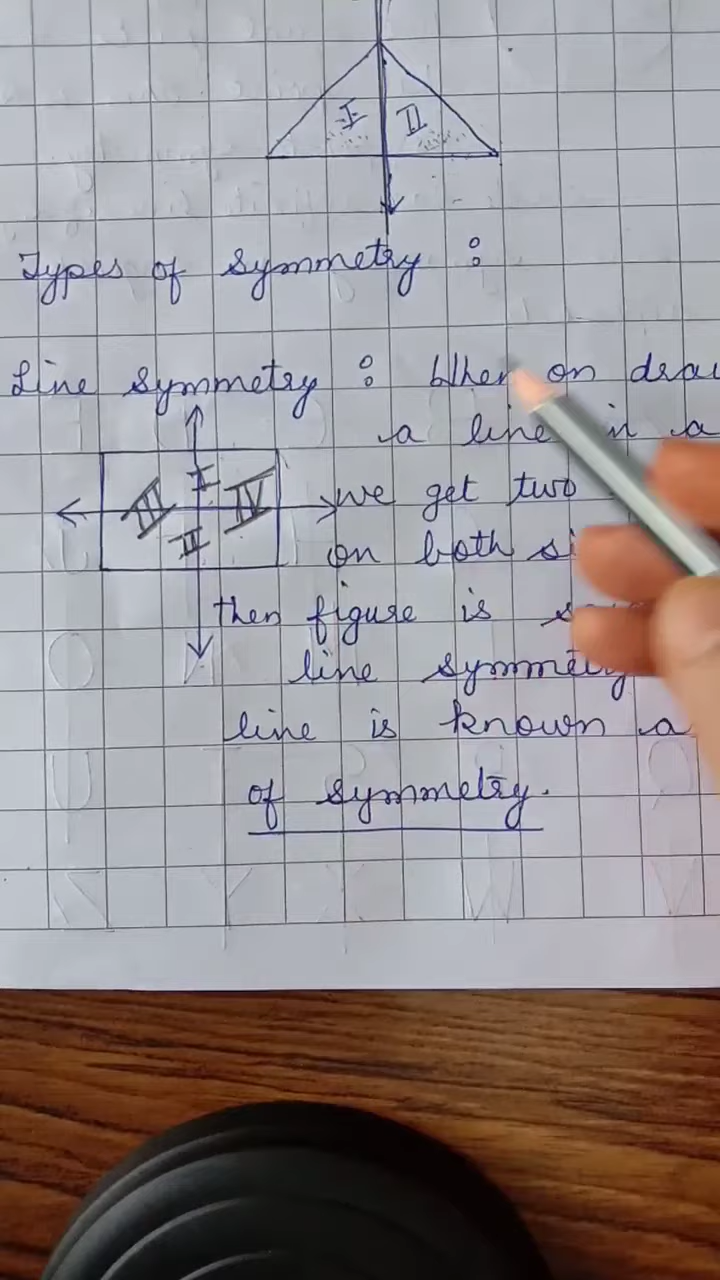 I II
Types of Symmetry :
Line Symmetry : When on
a line in a
I
III IV
we get two
II
on both
then figure is
line symmetry
line is known a
of symmetry.